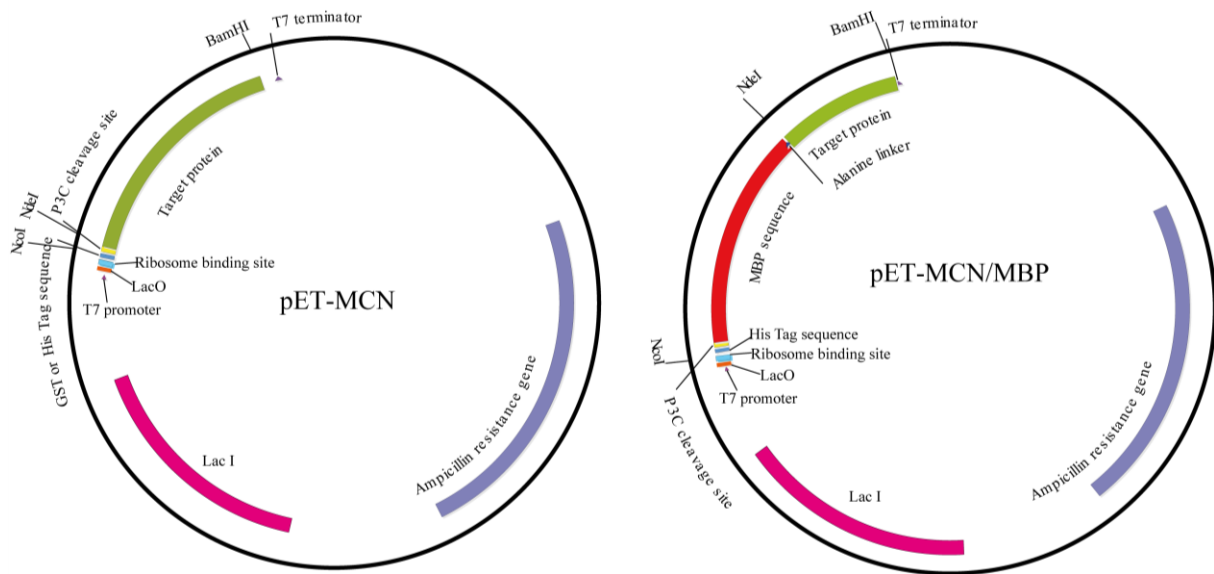 BamHI
T7 terminator
P3C cleavage site
NdeI
NcoI
GST or His Tag sequence
Target protein
Ribosome binding site
LacO
T7 promoter
pET-MCN
Lac I
Ampicillin resistance gene
BamHI
T7 terminator
NdeI
Target protein
Alanine linker
MBP sequence
pET-MCN/MBP
NcoI
His Tag sequence
Ribosome binding site
LacO
T7 promoter
P3C cleavage site
Lac I
Ampicillin resistance gene